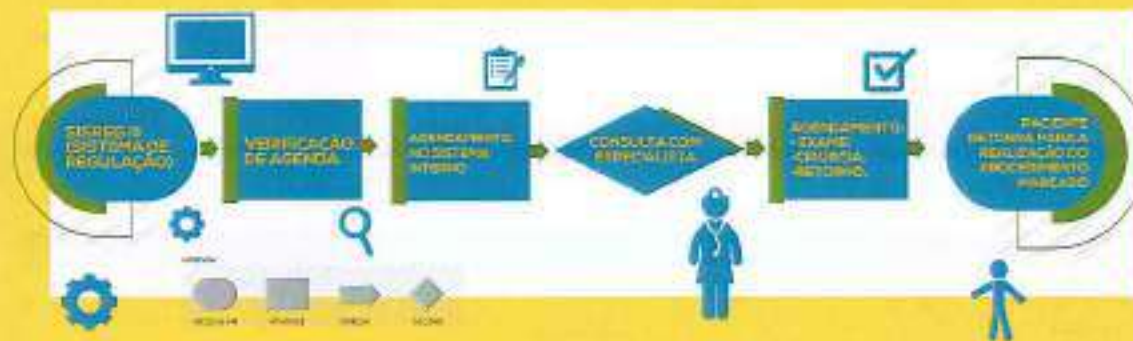 SISREG III
(SISTEMA DE
REGULAÇÃO)
VERIFICAÇÃO
DE AGENDA
AGENDAMENTO
NO SISTEMA
INTERNO
CONSULTA COM
ESPECIALISTA
AGENDAMENTO:
- EXAME;
-CIRURGIA;
-RETORNO.
PACIENTE
RETORNA PARA A
REALIZAÇÃO DO
PROCEDIMENTO
MARCADO